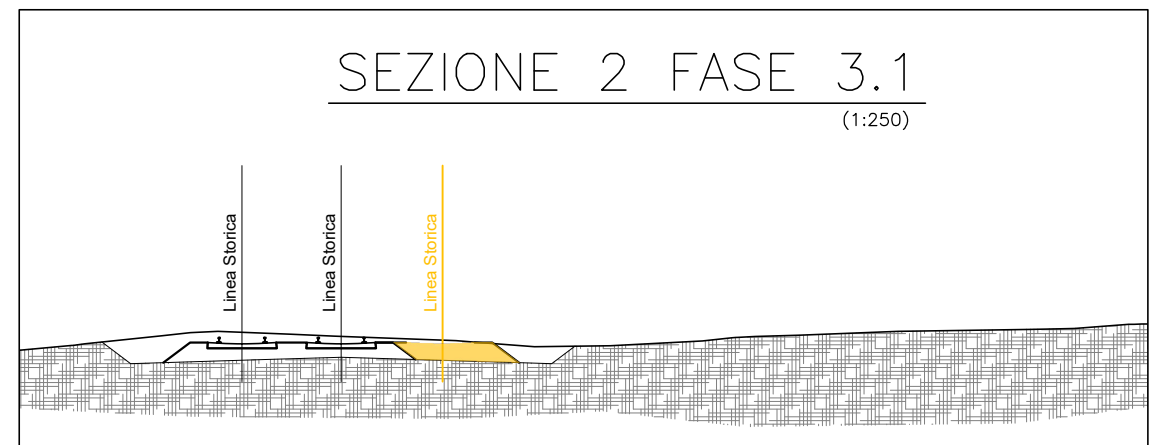 SEZIONE 2 FASE 3.1
(1:250)
Linea Storica
Linea Storica
Linea Storica